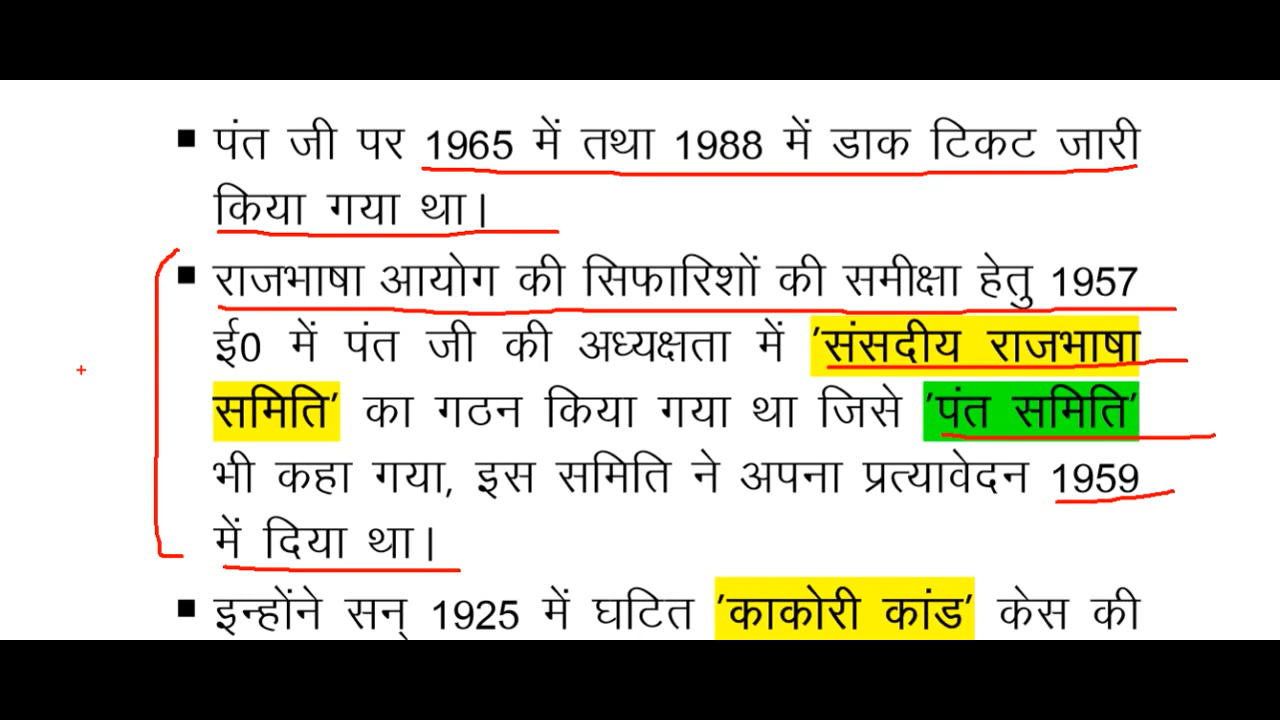 ▪ पंत जी पर 1965 में तथा 1988 में डाक टिकट जारी
किया गया था।
▪ राजभाषा आयोग की सिफारिशों की समीक्षा हेतु 1957
ई0 में पंत जी की अध्यक्षता में 'संसदीय राजभाषा
समिति' का गठन किया गया था जिसे 'पंत समिति'
भी कहा गया, इस समिति ने अपना प्रत्यावेदन 1959
में दिया था।
▪ इन्होंने सन् 1925 में घटित 'काकोरी कांड' केस की